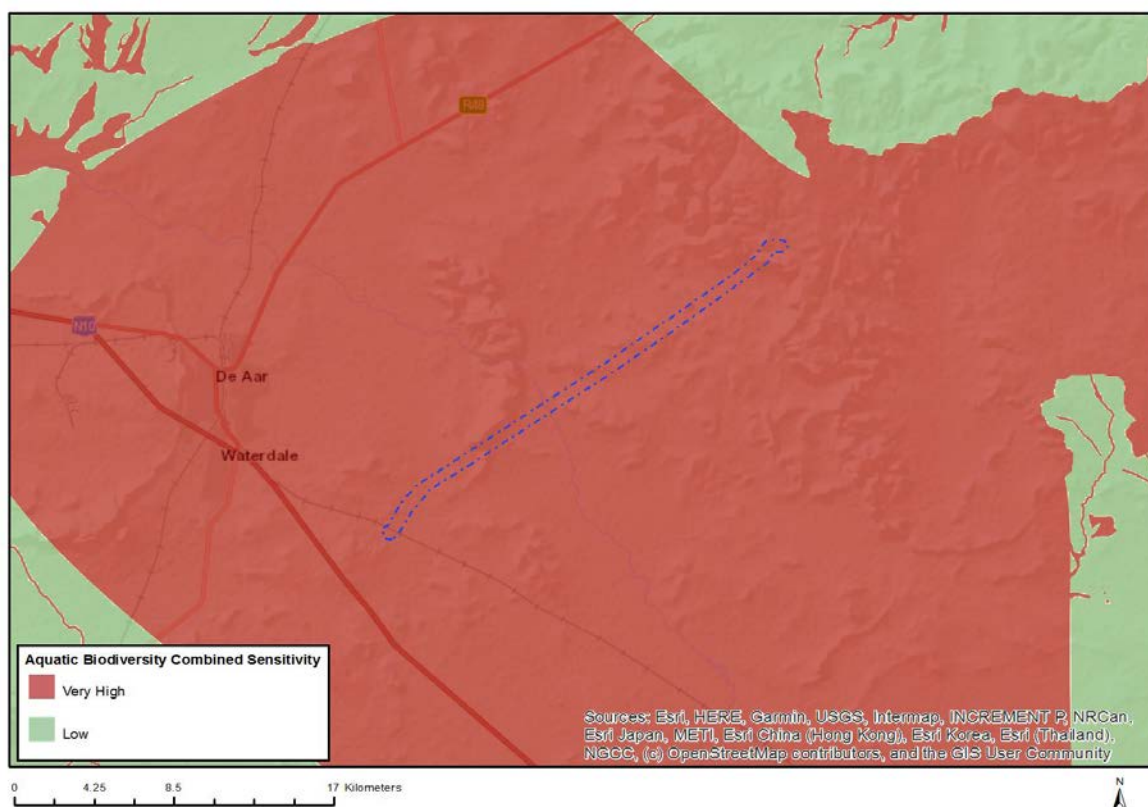 R48
N10
De Aar
Waterdale
Aquatic Biodiversity Combined Sensitivity
Very High
Low
Sources: Esri, HERE, Garmin, USGS, Intermap, INCREMENT P, NRCan,
Esri Japan, METI, Esri China (Hong Kong), Esri Korea, Esri (Thailand),
NGCC, (c) OpenStreetMap contributors, and the GIS User Community
0 4.25 8.5 17 Kilometers
N